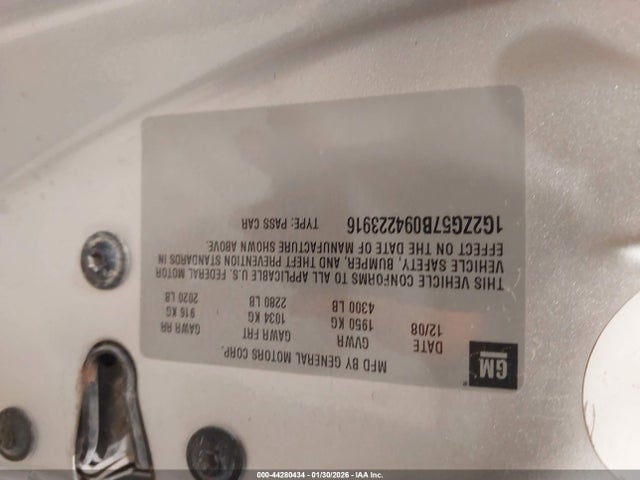 GM
MFD BY GENERAL MOTORS CORP.
DATE GVWR GAWR FRT GAWR RR
12/08 1950 KG 1034 KG 916 KG
4300 LB 2280 LB 2020 LB
THIS VEHICLE CONFORMS TO ALL APPLICABLE U.S. FEDERAL MOTOR
VEHICLE SAFETY, BUMPER, AND THEFT PREVENTION STANDARDS IN
EFFECT ON THE DATE OF MANUFACTURE SHOWN ABOVE.
1G2ZG57B094223916 TYPE: PASS CAR
000-44280434 - 01/30/2026 - IAA Inc.